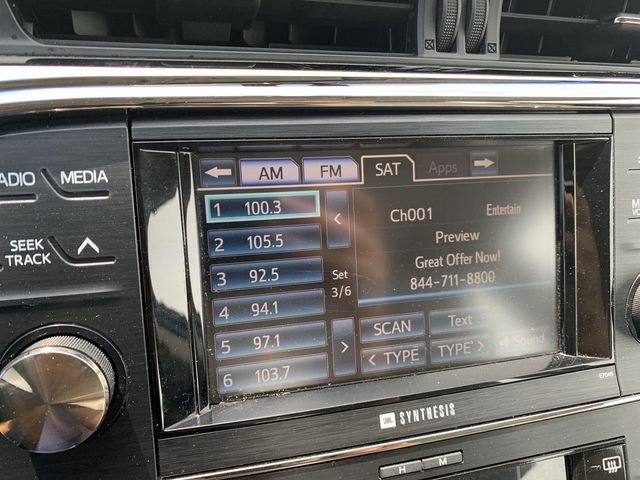 RADIO
MEDIA
SEEK
TRACK
AM FM SAT Apps
1 100.3
2 105.5
3 92.5
4 94.1
5 97.1
6 103.7
<
Set
3/6
>
Ch001 Entertain
Preview
Great Offer Now!
844-711-8800
SCAN Text
< TYPE TYPE > Sound
E7049
JBL SYNTHESIS
H M